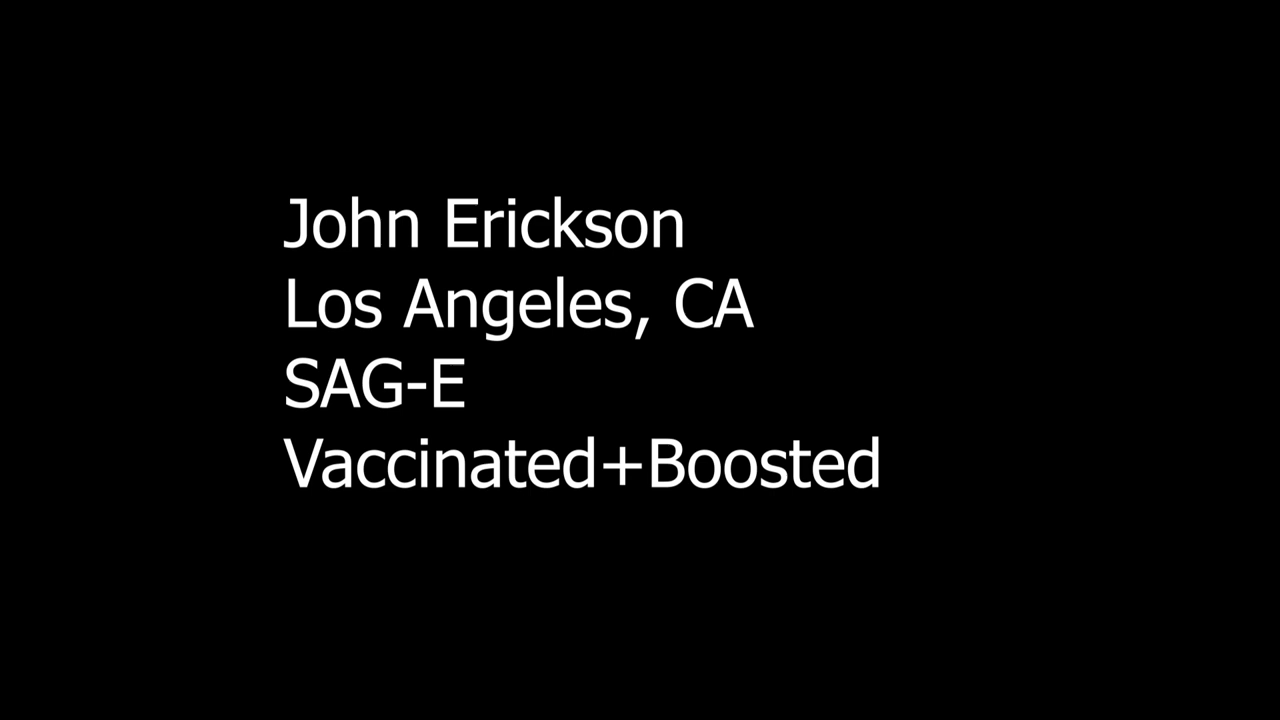 John Erickson
Los Angeles, CA
SAG-E
Vaccinated+Boosted